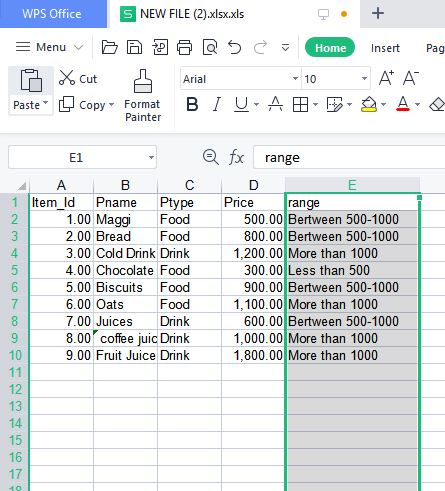 WPS Office NEW FILE (2).xlsx.xls +
Menu Home Insert Pag
Cut Arial 10 A+ A-
Paste Copy Format Painter B I U A A
E1 fx range
A B C D E
1 Item_Id Pname Ptype Price range
2 1.00 Maggi Food 500.00 Bertween 500-1000
3 2.00 Bread Food 800.00 Bertween 500-1000
4 3.00 Cold Drink Drink 1,200.00 More than 1000
5 4.00 Chocolate Food 300.00 Less than 500
6 5.00 Biscuits Food 900.00 Bertween 500-1000
7 6.00 Oats Food 1,100.00 More than 1000
8 7.00 Juices Drink 600.00 Bertween 500-1000
9 8.00 coffee juic Drink 1,000.00 More than 1000
10 9.00 Fruit Juice Drink 1,800.00 More than 1000
11
12
13
14
15
16
17
18